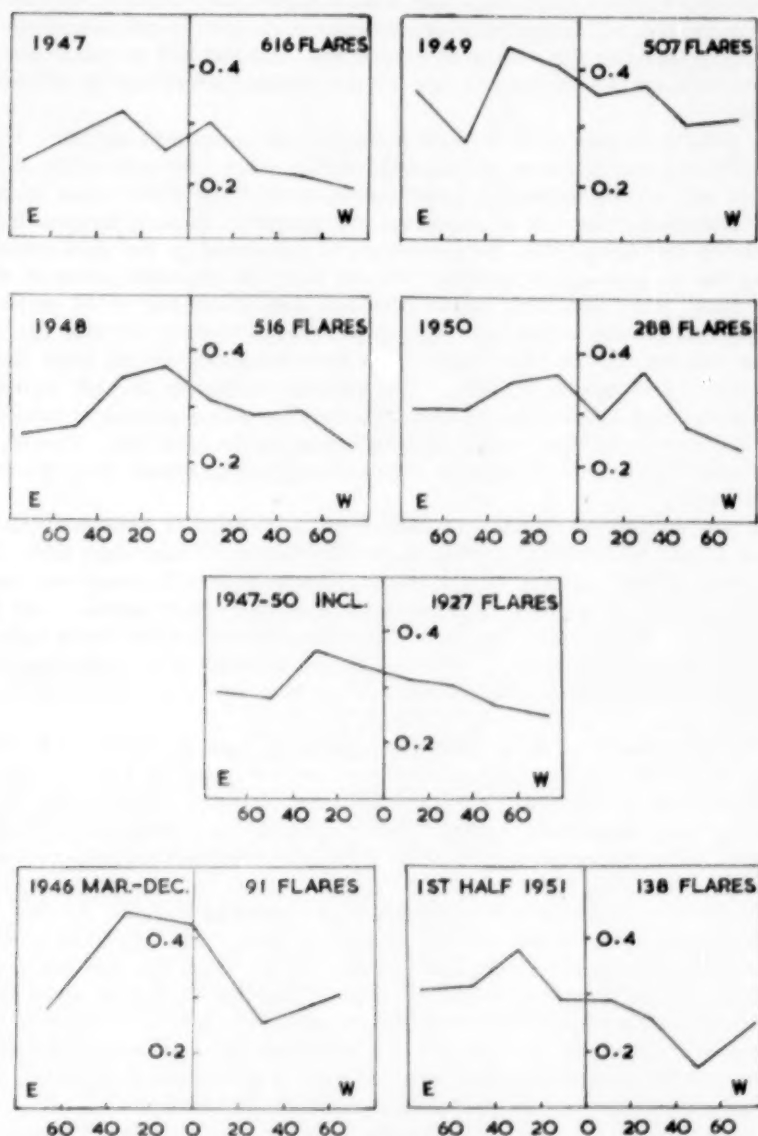 1947 616 FLARES
0.4
0.2
E W
1949 507 FLARES
0.4
0.2
E W
1948 516 FLARES
0.4
0.2
E W
60 40 20 0 20 40 60
1950 288 FLARES
0.4
0.2
E W
60 40 20 0 20 40 60
1947-50 INCL. 1927 FLARES
0.4
0.2
E W
60 40 20 0 20 40 60
1946 MAR.-DEC. 91 FLARES
0.4
0.2
E W
60 40 20 0 20 40 60
1ST HALF 1951 138 FLARES
0.4
0.2
E W
60 40 20 0 20 40 60